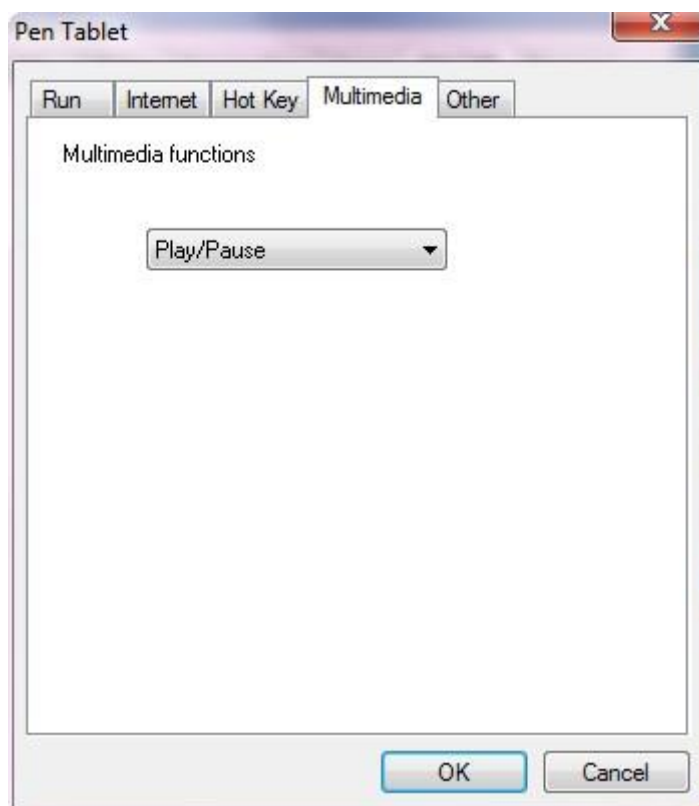 Pen Tablet
Run Internet Hot Key Multimedia Other
Multimedia functions
Play/Pause
OK Cancel